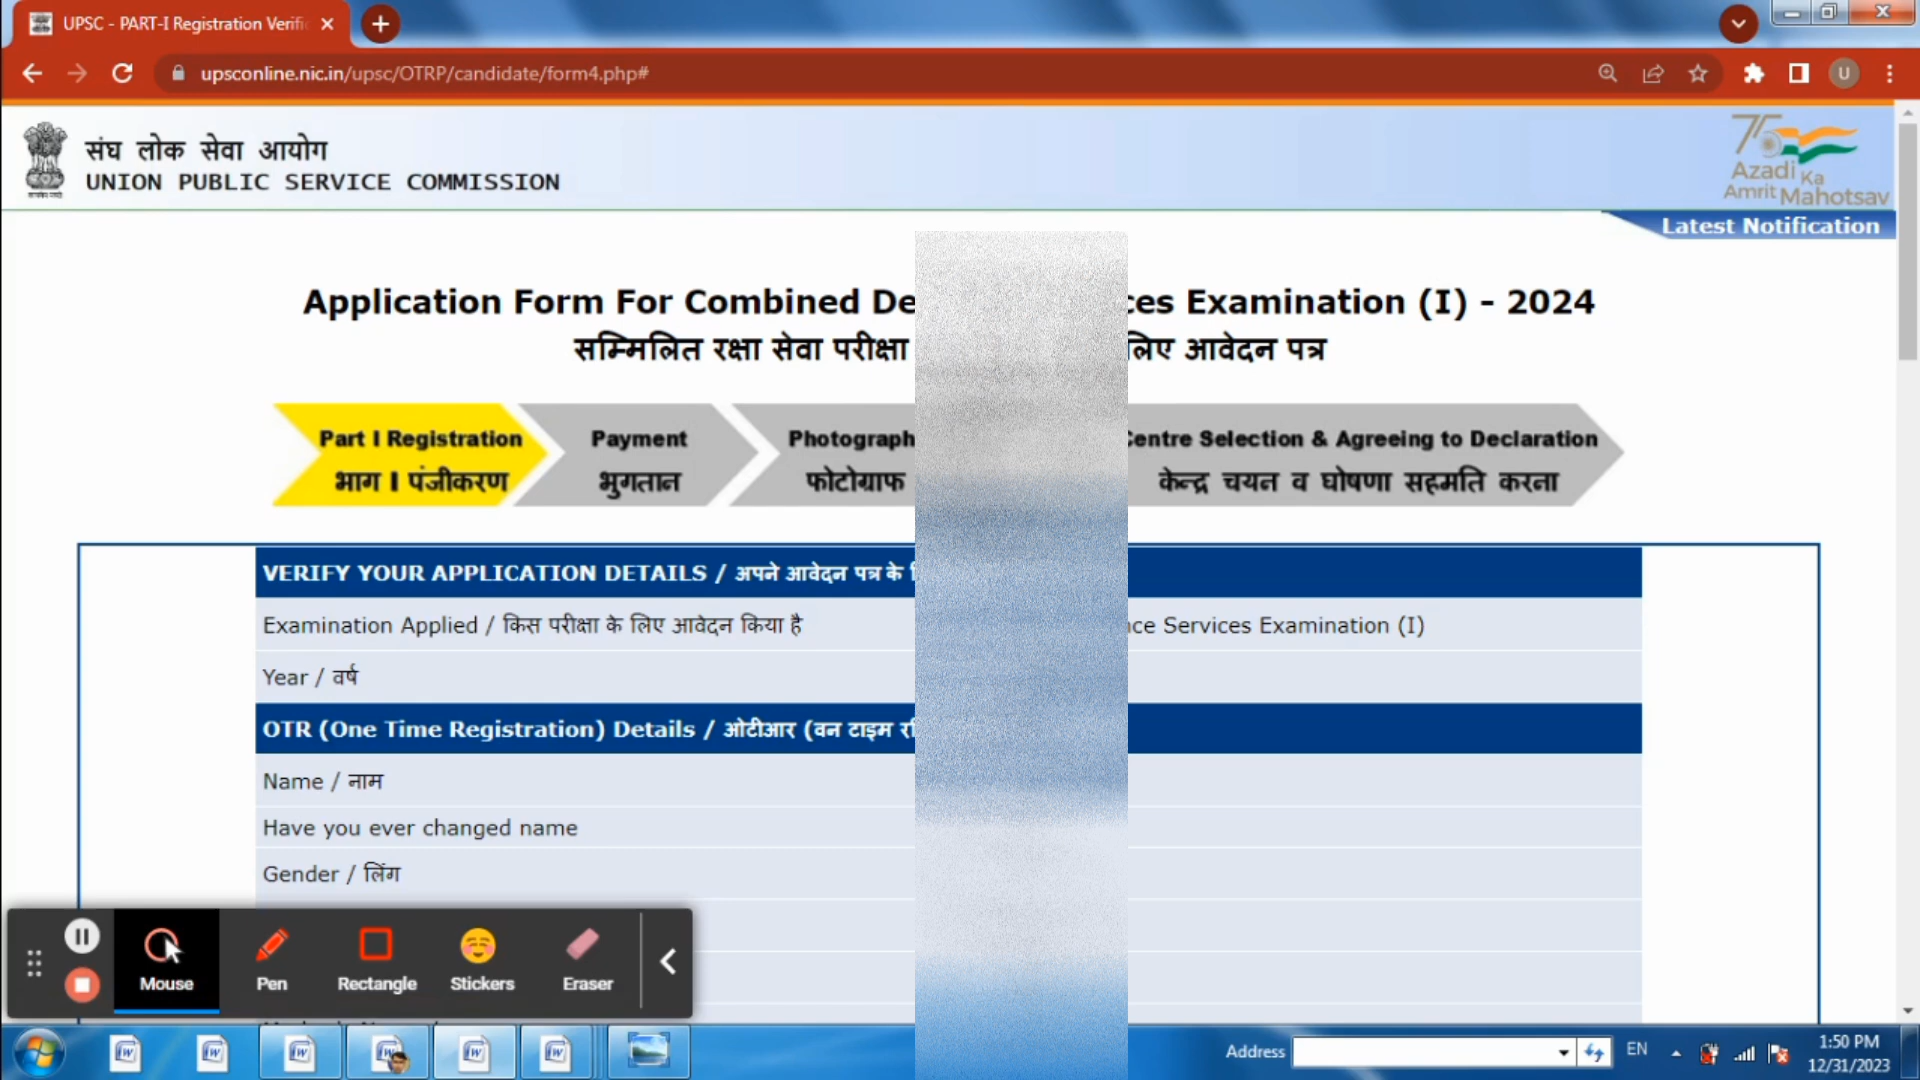 UPSC - PART-I Registration Verifi
upsconline.nic.in/upsc/OTRP/candidate/form4.php#
U
संघ लोक सेवा आयोग
UNION PUBLIC SERVICE COMMISSION
75
Azadi Ka
Amrit Mahotsav
Latest Notification
Application Form For Combined De ces Examination (I) - 2024
सम्मिलित रक्षा सेवा परीक्षा लिए आवेदन पत्र
Part I Registration
भाग I पंजीकरण
Payment
भुगतान
Photograph
फोटोग्राफ
Centre Selection & Agreeing to Declaration
केन्द्र चयन व घोषणा सहमति करना
VERIFY YOUR APPLICATION DETAILS / अपने आवेदन पत्र के
Examination Applied / किस परीक्षा के लिए आवेदन किया है nce Services Examination (I)
Year / वर्ष
OTR (One Time Registration) Details / ओटीआर (वन टाइम
Name / नाम
Have you ever changed name
Gender / लिंग
Mouse
Pen
Rectangle
Stickers
Eraser
Address
EN
1:50 PM
12/31/2023